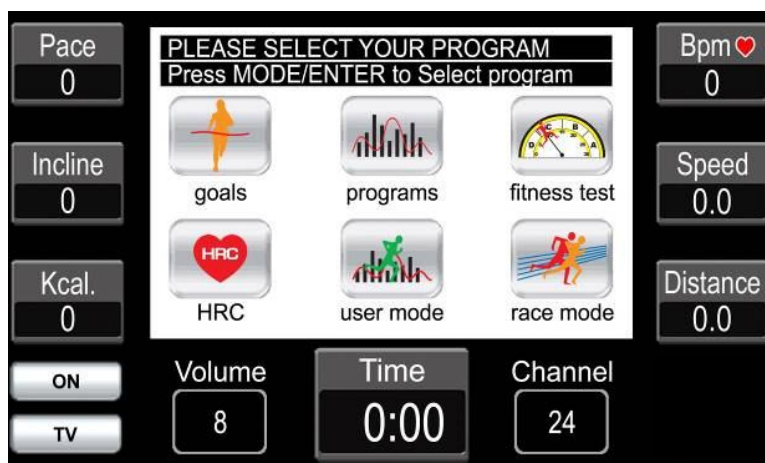 Pace
0
Incline
0
Kcal.
0
ON
TV
PLEASE SELECT YOUR PROGRAM
Press MODE/ENTER to Select program
goals
programs
fitness test
HRC
HRC
user mode
race mode
Volume
8
Time
0:00
Channel
24
Bpm
0
Speed
0.0
Distance
0.0